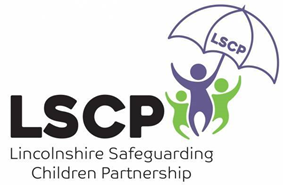 LSCP
LSCP
Lincolnshire Safeguarding
Children Partnership